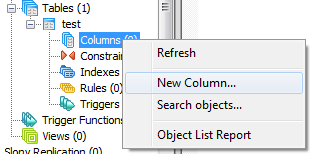 Tables (1)
test
Columns (0)
Refresh
Constrain
New Column...
Indexes
Search objects...
Rules (0)
Triggers
Object List Report
Trigger Functions
Views (0)
Slony Replication (0)